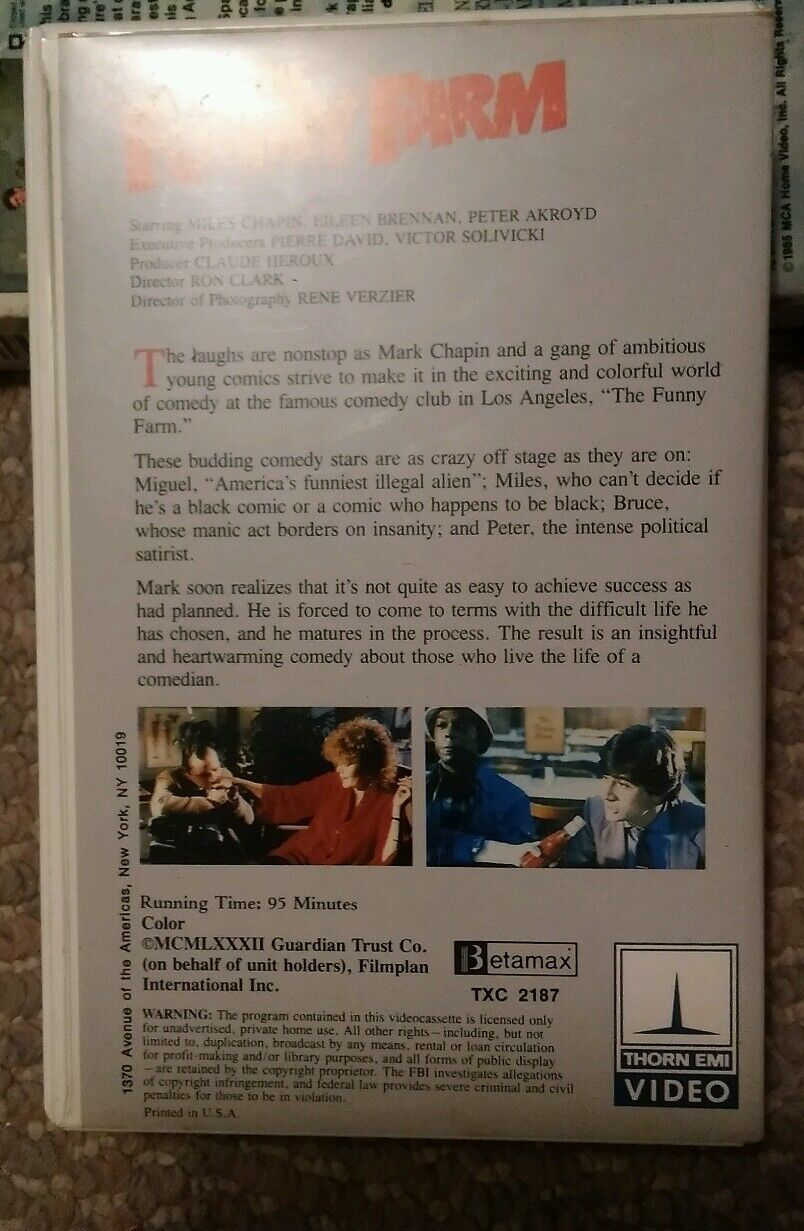 FARM
Starring MILES CHAPIN, EILEEN BRENNAN, PETER AKROYD
Executive Producers PIERRE DAVID, VICTOR SOLIVICKI
Producer CLAUDE HEROUX
Director RON CLARK -
Director of Photography RENE VERZIER
The laughs are nonstop as Mark Chapin and a gang of ambitious
young comics strive to make it in the exciting and colorful world
of comedy at the famous comedy club in Los Angeles, “The Funny
Farm.”
These budding comedy stars are as crazy off stage as they are on:
Miguel, “America's funniest illegal alien”; Miles, who can't decide if
he's a black comic or a comic who happens to be black; Bruce,
whose manic act borders on insanity; and Peter, the intense political
satirist.
Mark soon realizes that it's not quite as easy to achieve success as
had planned. He is forced to come to terms with the difficult life he
has chosen, and he matures in the process. The result is an insightful
and heartwarming comedy about those who live the life of a
comedian.
1370 Avenue of the Americas, New York, NY 10019
Running Time: 95 Minutes
Color
©MCMLXXXII Guardian Trust Co.
(on behalf of unit holders), Filmplan
International Inc.
Betamax
TXC 2187
WARNING: The program contained in this videocassette is licensed only
for unadvertised, private home use. All other rights—including, but not
limited to, duplication, broadcast by any means, rental or loan circulation
for profit-making and/or library purposes, and all forms of public display
—are retained by the copyright proprietor. The FBI investigates allegations
of copyright infringement, and federal law provides severe criminal and civil
penalties for those to be in violation.
Printed in U.S.A.
THORN EMI
VIDEO
©1985 MCA Home Video, Inc. All Rights Reserv